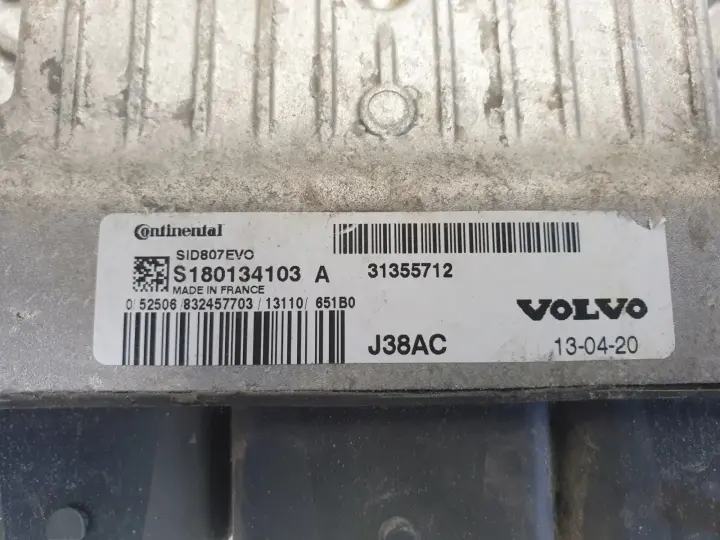 Continental
SID807EVO
S180134103 A
31355712
MADE IN FRANCE
0/52506/832457703/13110/651B0
VOLVO
J38AC
13-04-20